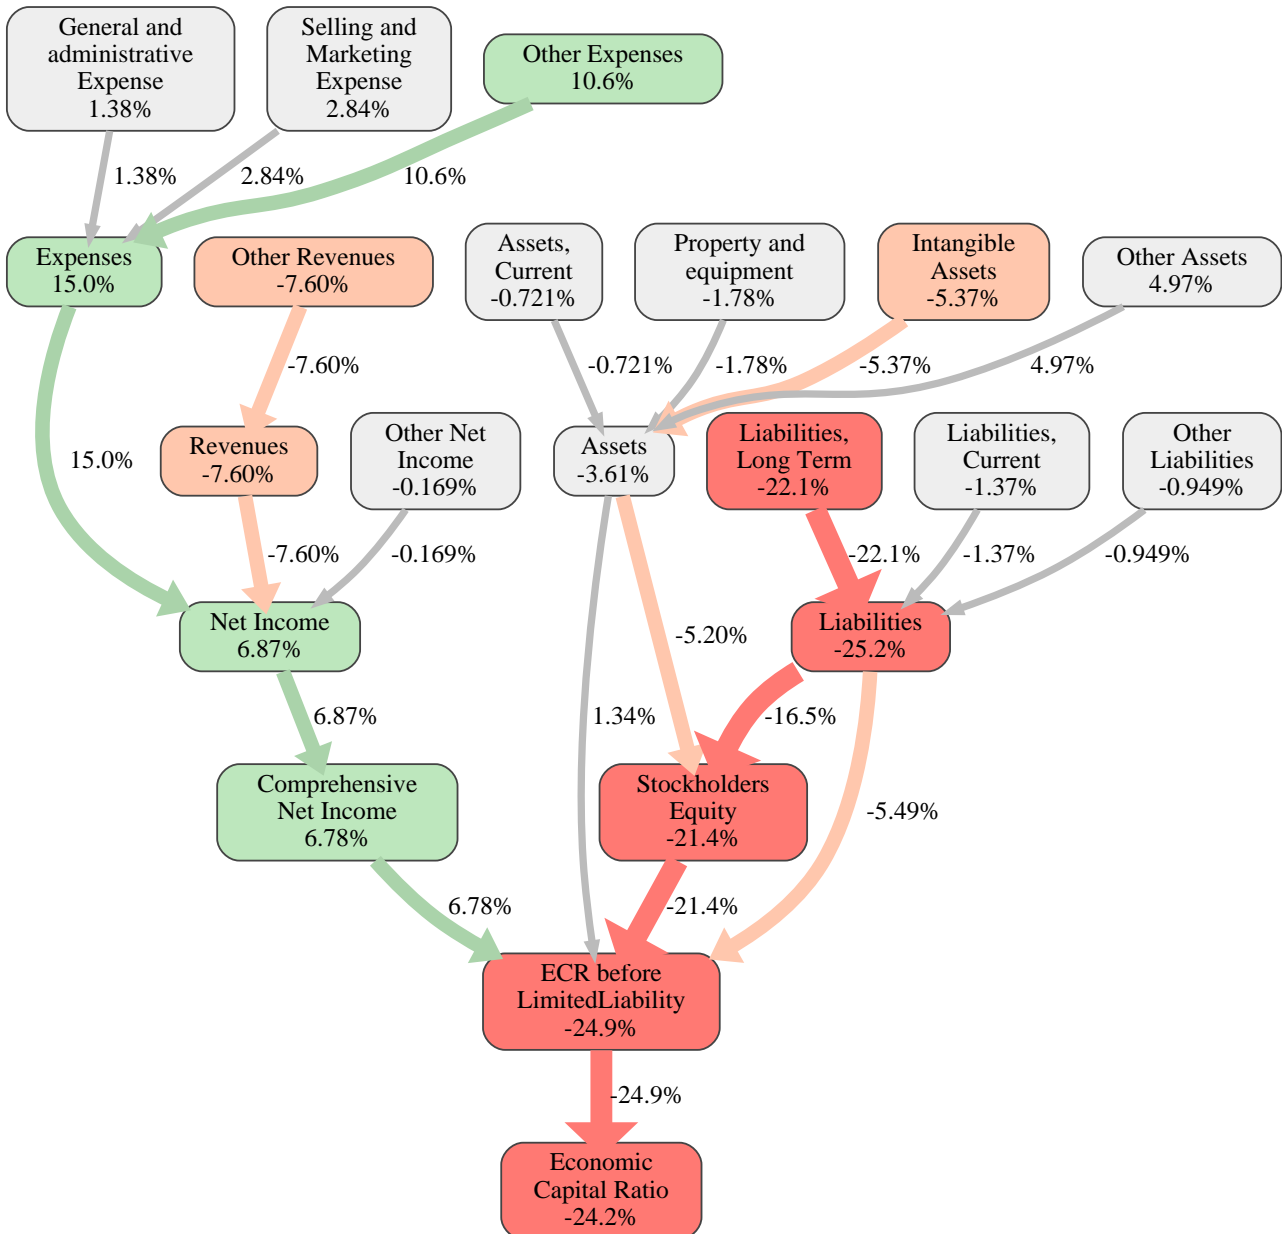 General and
administrative
Expense
1.38%
Selling and
Marketing
Expense
2.84%
Other Expenses
10.6%
1.38%
2.84%
10.6%
Expenses
15.0%
Other Revenues
-7.60%
Assets,
Current
-0.721%
Property and
equipment
-1.78%
Intangible
Assets
-5.37%
Other Assets
4.97%
-7.60%
-0.721%
-1.78%
-5.37%
4.97%
15.0%
Revenues
-7.60%
Other Net
Income
-0.169%
Assets
-3.61%
Liabilities,
Long Term
-22.1%
Liabilities,
Current
-1.37%
Other
Liabilities
-0.949%
-7.60%
-0.169%
-22.1%
-1.37%
-0.949%
Net Income
6.87%
-5.20%
Liabilities
-25.2%
6.87%
1.34%
-16.5%
Comprehensive
Net Income
6.78%
Stockholders
Equity
-21.4%
-5.49%
6.78%
-21.4%
ECR before
LimitedLiability
-24.9%
-24.9%
Economic
Capital Ratio
-24.2%